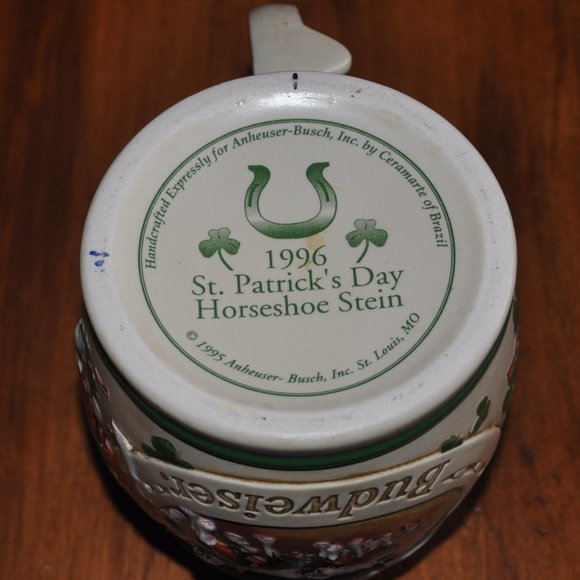 Handcrafted Expressly for Anheuser-Busch, Inc. by Ceramarte of Brazil
1996
St. Patrick's Day
Horseshoe Stein
© 1995 Anheuser- Busch, Inc. St. Louis, MO
Budweiser